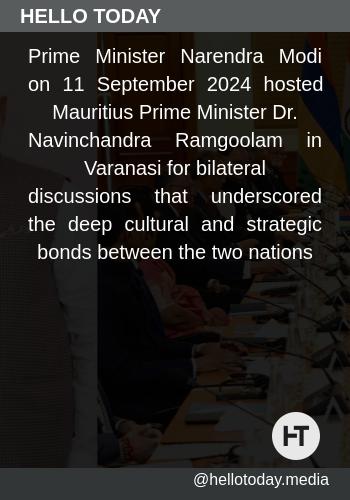 HELLO TODAY
Prime Minister Narendra Modi
on 11 September 2024 hosted
Mauritius Prime Minister Dr.
Navinchandra Ramgoolam in
Varanasi for bilateral
discussions that underscored
the deep cultural and strategic
bonds between the two nations
HT
@hellotoday.media